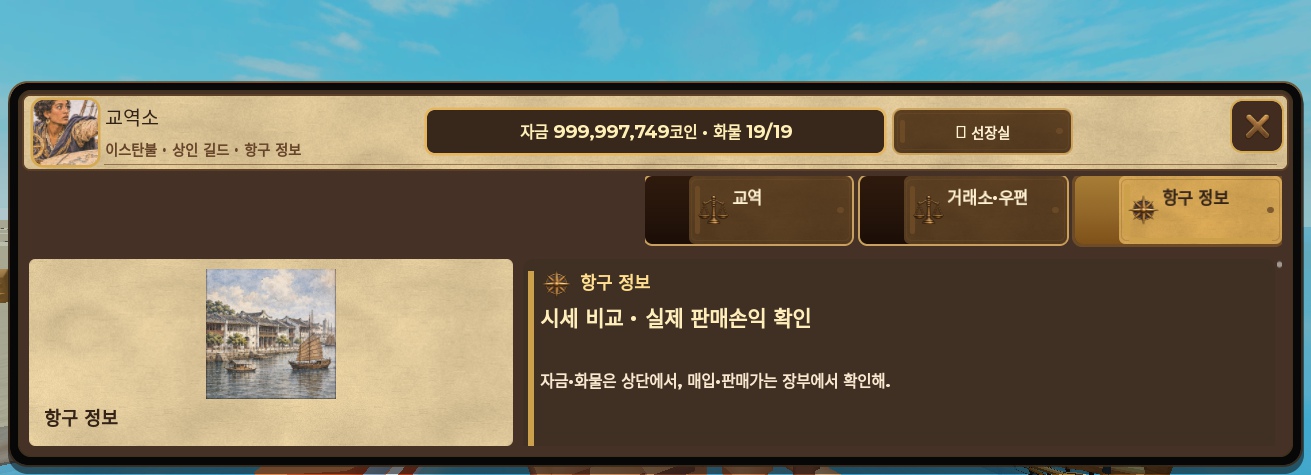 교역소
이스탄불 • 상인 길드 • 항구 정보
자금 999,997,749코인 • 화물 19/19
선장실
교역
거래소•우편
항구 정보
항구 정보
항구 정보
시세 비교 • 실제 판매손익 확인
자금•화물은 상단에서, 매입•판매가는 장부에서 확인해.